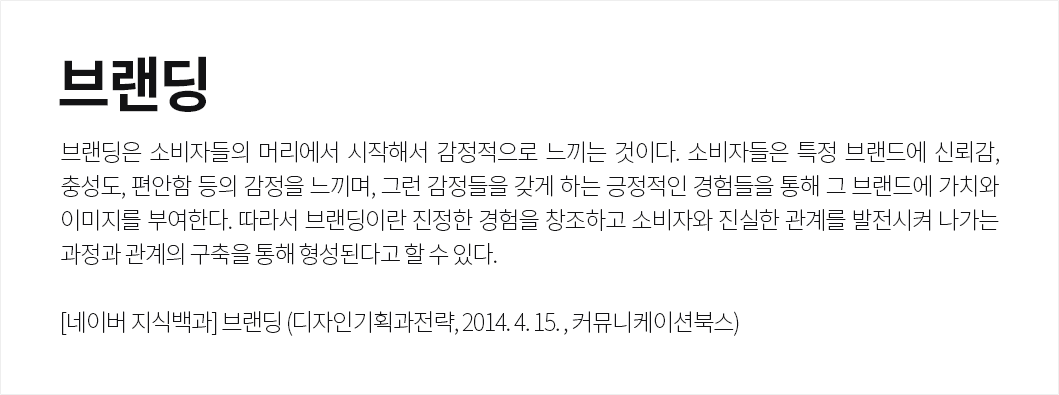 브랜딩
브랜딩은 소비자들의 머리에서 시작해서 감정적으로 느끼는 것이다. 소비자들은 특정 브랜드에 신뢰감,
충성도, 편안함 등의 감정을 느끼며, 그런 감정들을 갖게 하는 긍정적인 경험들을 통해 그 브랜드에 가치와
이미지를 부여한다. 따라서 브랜딩이란 진정한 경험을 창조하고 소비자와 진실한 관계를 발전시켜 나가는
과정과 관계의 구축을 통해 형성된다고 할 수 있다.
[네이버 지식백과] 브랜딩 (디자인기획과전략, 2014. 4. 15. , 커뮤니케이션북스)